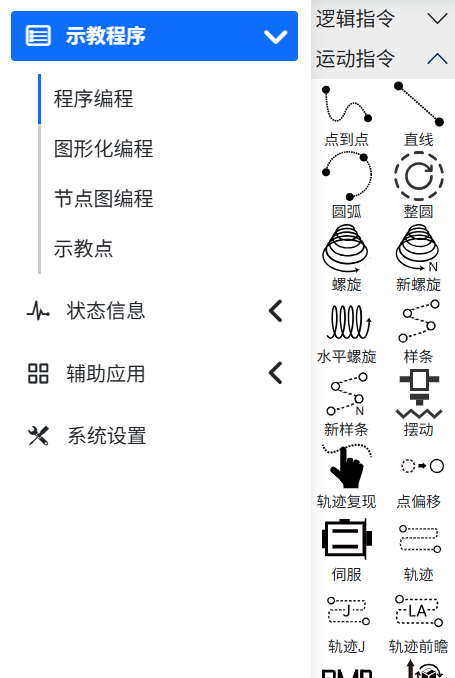 示教程序
程序编程
图形化编程
节点图编程
示教点
状态信息
辅助应用
系统设置
逻辑指令
运动指令
点到点
直线
圆弧
整圆
螺旋
N
新螺旋
水平螺旋
样条
N
新样条
摆动
轨迹复现
点偏移
伺服
轨迹
J
轨迹J
LA
轨迹前瞻